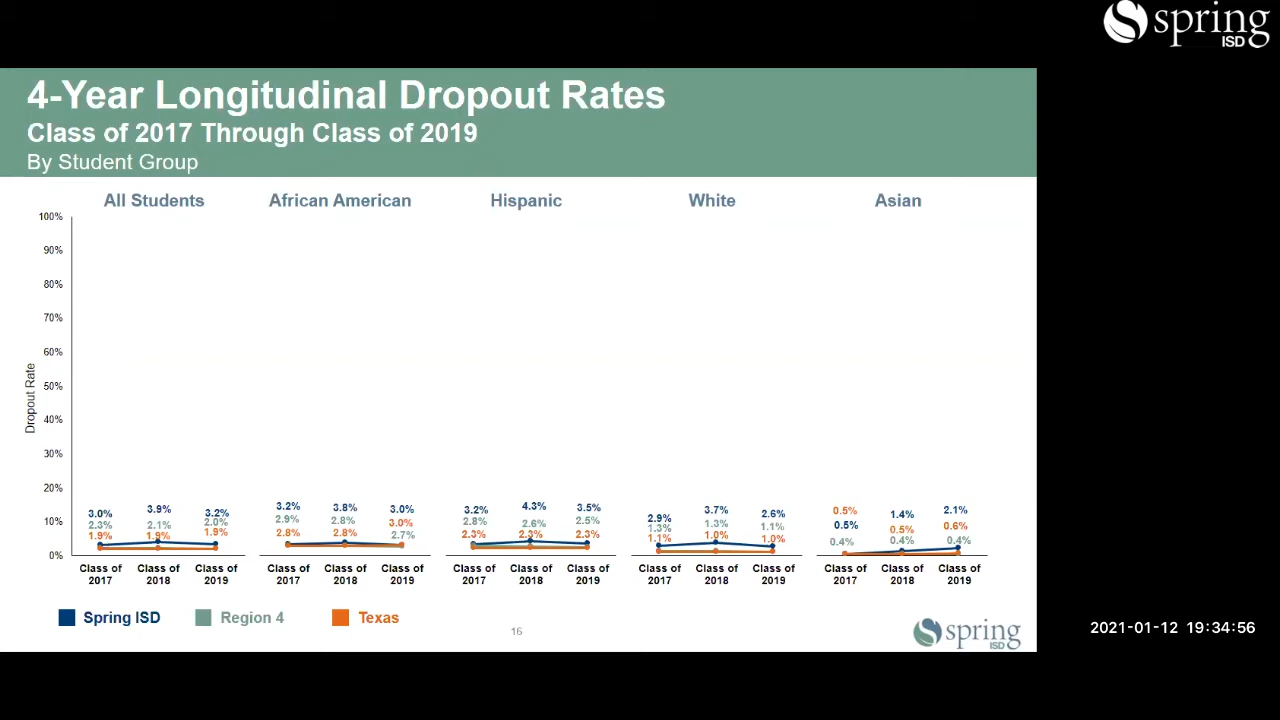 spring
ISD
4-Year Longitudinal Dropout Rates
Class of 2017 Through Class of 2019
By Student Group
All Students African American Hispanic White Asian
100%
90%
80%
70%
60%
50%
40%
30%
20%
10%
0%
Dropout Rate
3.0% 3.9% 3.2%
2.3% 2.1% 2.0%
1.9% 1.9% 1.9%
3.2% 3.8% 3.0%
2.9% 2.8% 3.0%
2.8% 2.8% 2.7%
3.2% 4.3% 3.5%
2.8% 2.6% 2.5%
2.3% 2.3% 2.3%
2.9% 3.7% 2.6%
1.3% 1.3% 1.1%
1.1% 1.0% 1.0%
0.5% 1.4% 2.1%
0.5% 0.5% 0.6%
0.4% 0.4% 0.4%
Class of Class of Class of Class of Class of Class of Class of Class of Class of Class of Class of Class of Class of Class of Class of
2017 2018 2019 2017 2018 2019 2017 2018 2019 2017 2018 2019 2017 2018 2019
Spring ISD Region 4 Texas
16
spring
ISD
2021-01-12 19:34:56